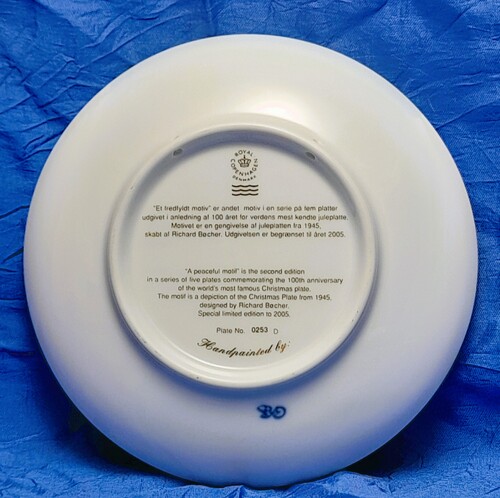 ROYAL
COPENHAGEN
DENMARK
"Et fredfyldt motiv" er andet motiv i en serie på fem platter
udgivet i anledning af 100 året for verdens mest kendte juleplatte.
Motivet er en gengivelse af juleplatten fra 1945,
skabt af Richard Bøcher. Udgivelsen er begrænset til året 2005.
"A peaceful motif" is the second edition
in a series of five plates commemorating the 100th anniversary
of the world's most famous Christmas plate.
The motif is a depiction of the Christmas Plate from 1945,
designed by Richard Bøcher.
Special limited edition to 2005.
Plate No. 0253 D
Handpainted by: